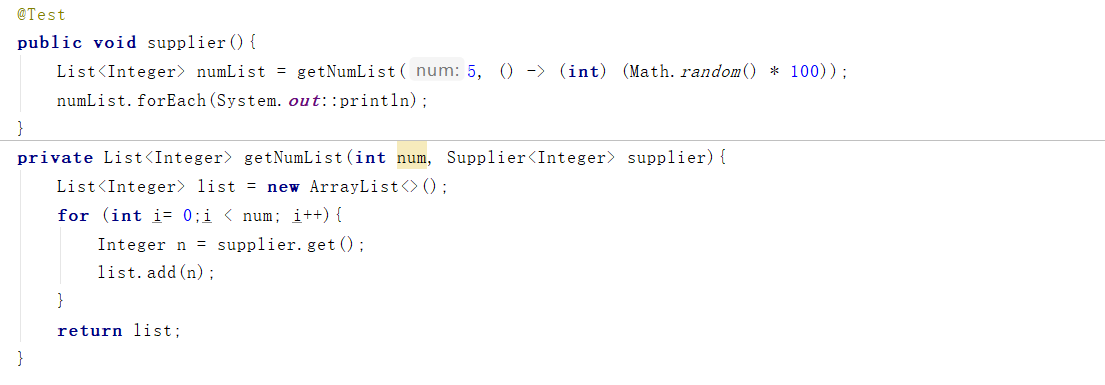 @Test
public void supplier(){
List<Integer> numList = getNumList( num: 5, () -> (int) (Math.random() * 100));
numList.forEach(System.out::println);
}
private List<Integer> getNumList(int num, Supplier<Integer> supplier){
List<Integer> list = new ArrayList<>();
for (int i= 0;i < num; i++){
Integer n = supplier.get();
list.add(n);
}
return list;
}